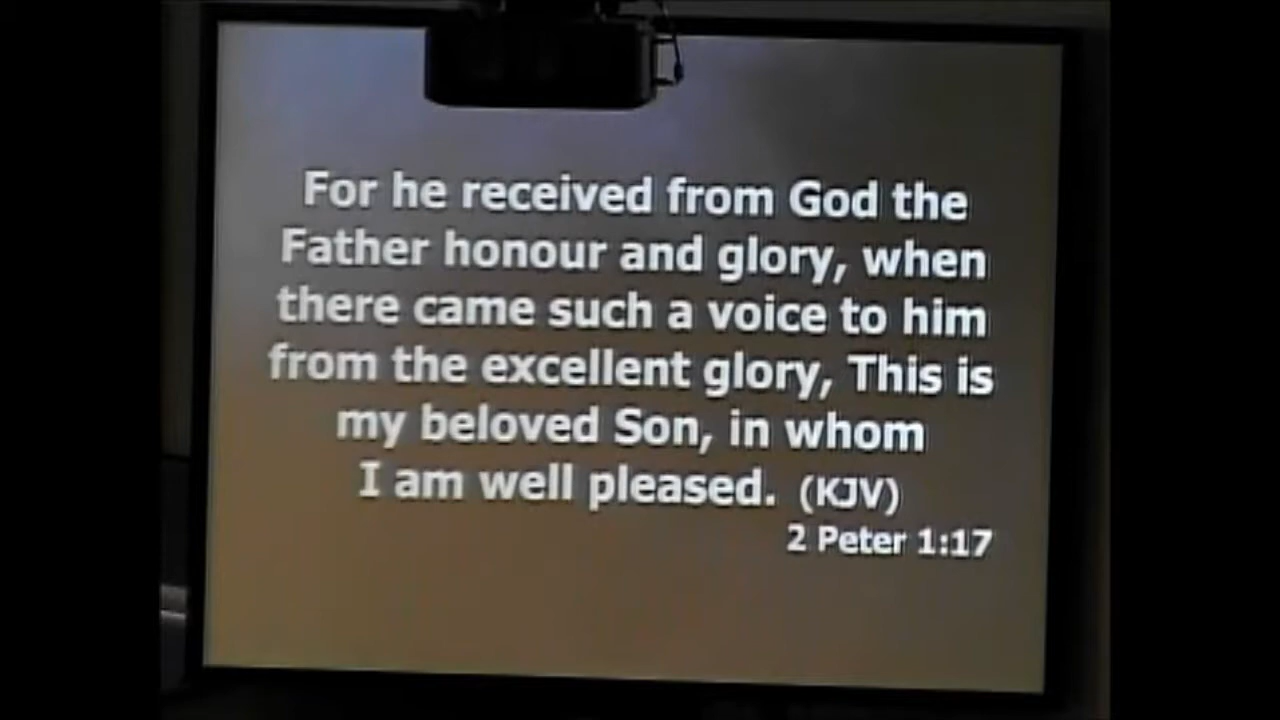 For he received from God the
Father honour and glory, when
there came such a voice to him
from the excellent glory, This is
my beloved Son, in whom
I am well pleased. (KJV)
2 Peter 1:17